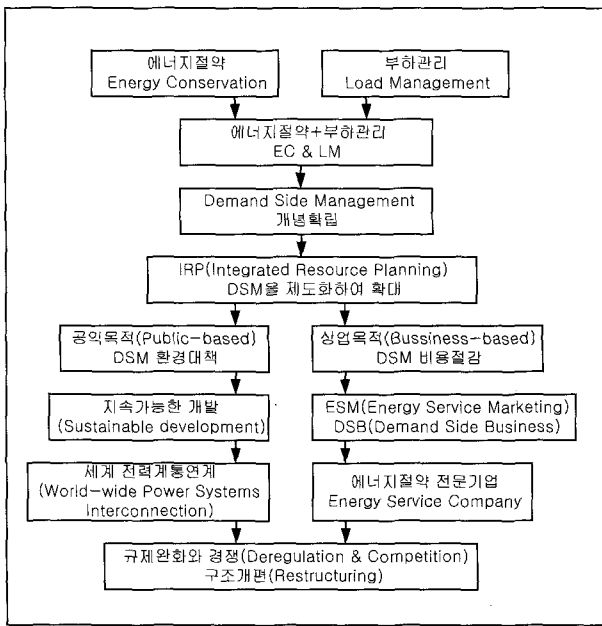 에너지절약
Energy Conservation
부하관리
Load Management
에너지절약+부하관리
EC & LM
Demand Side Management
개념확립
IRP(Integrated Resource Planning)
DSM을 제도화하여 확대
공익목적(Public-based)
DSM 환경대책
상업목적(Bussiness-based)
DSM 비용절감
지속가능한 개발
(Sustainable development)
ESM(Energy Service Marketing)
DSB(Demand Side Business)
세계 전력계통연계
(World-wide Power Systems
Interconnection)
에너지절약 전문기업
Energy Service Company
규제완화와 경쟁(Deregulation & Competition)
구조개편(Restructuring)